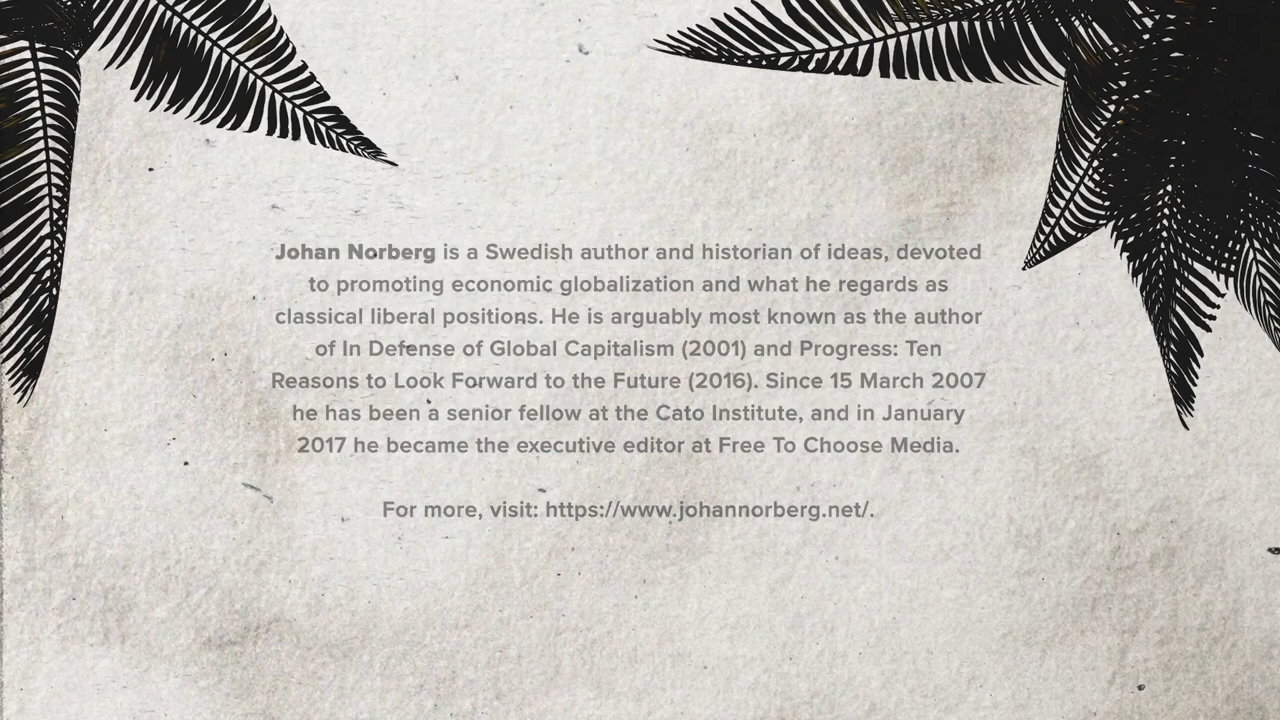 Johan Norberg is a Swedish author and historian of ideas, devoted
to promoting economic globalization and what he regards as
classical liberal positions. He is arguably most known as the author
of In Defense of Global Capitalism (2001) and Progress: Ten
Reasons to Look Forward to the Future (2016). Since 15 March 2007
he has been a senior fellow at the Cato Institute, and in January
2017 he became the executive editor at Free To Choose Media.
For more, visit: https://www.johannorberg.net/.